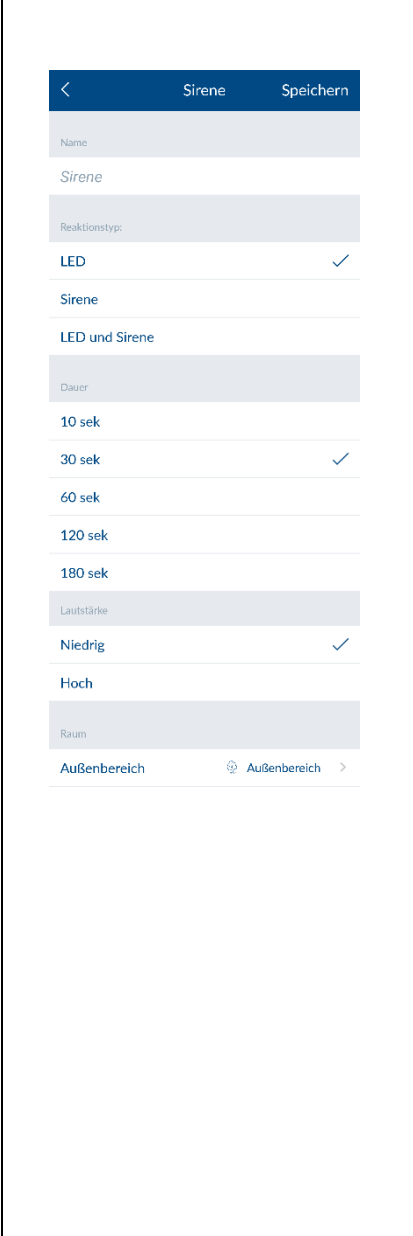 Sirene Speichern
Name
Sirene
Reaktionstyp:
LED
Sirene
LED und Sirene
Dauer
10 sek
30 sek
60 sek
120 sek
180 sek
Lautstärke
Niedrig
Hoch
Raum
Außenbereich Außenbereich